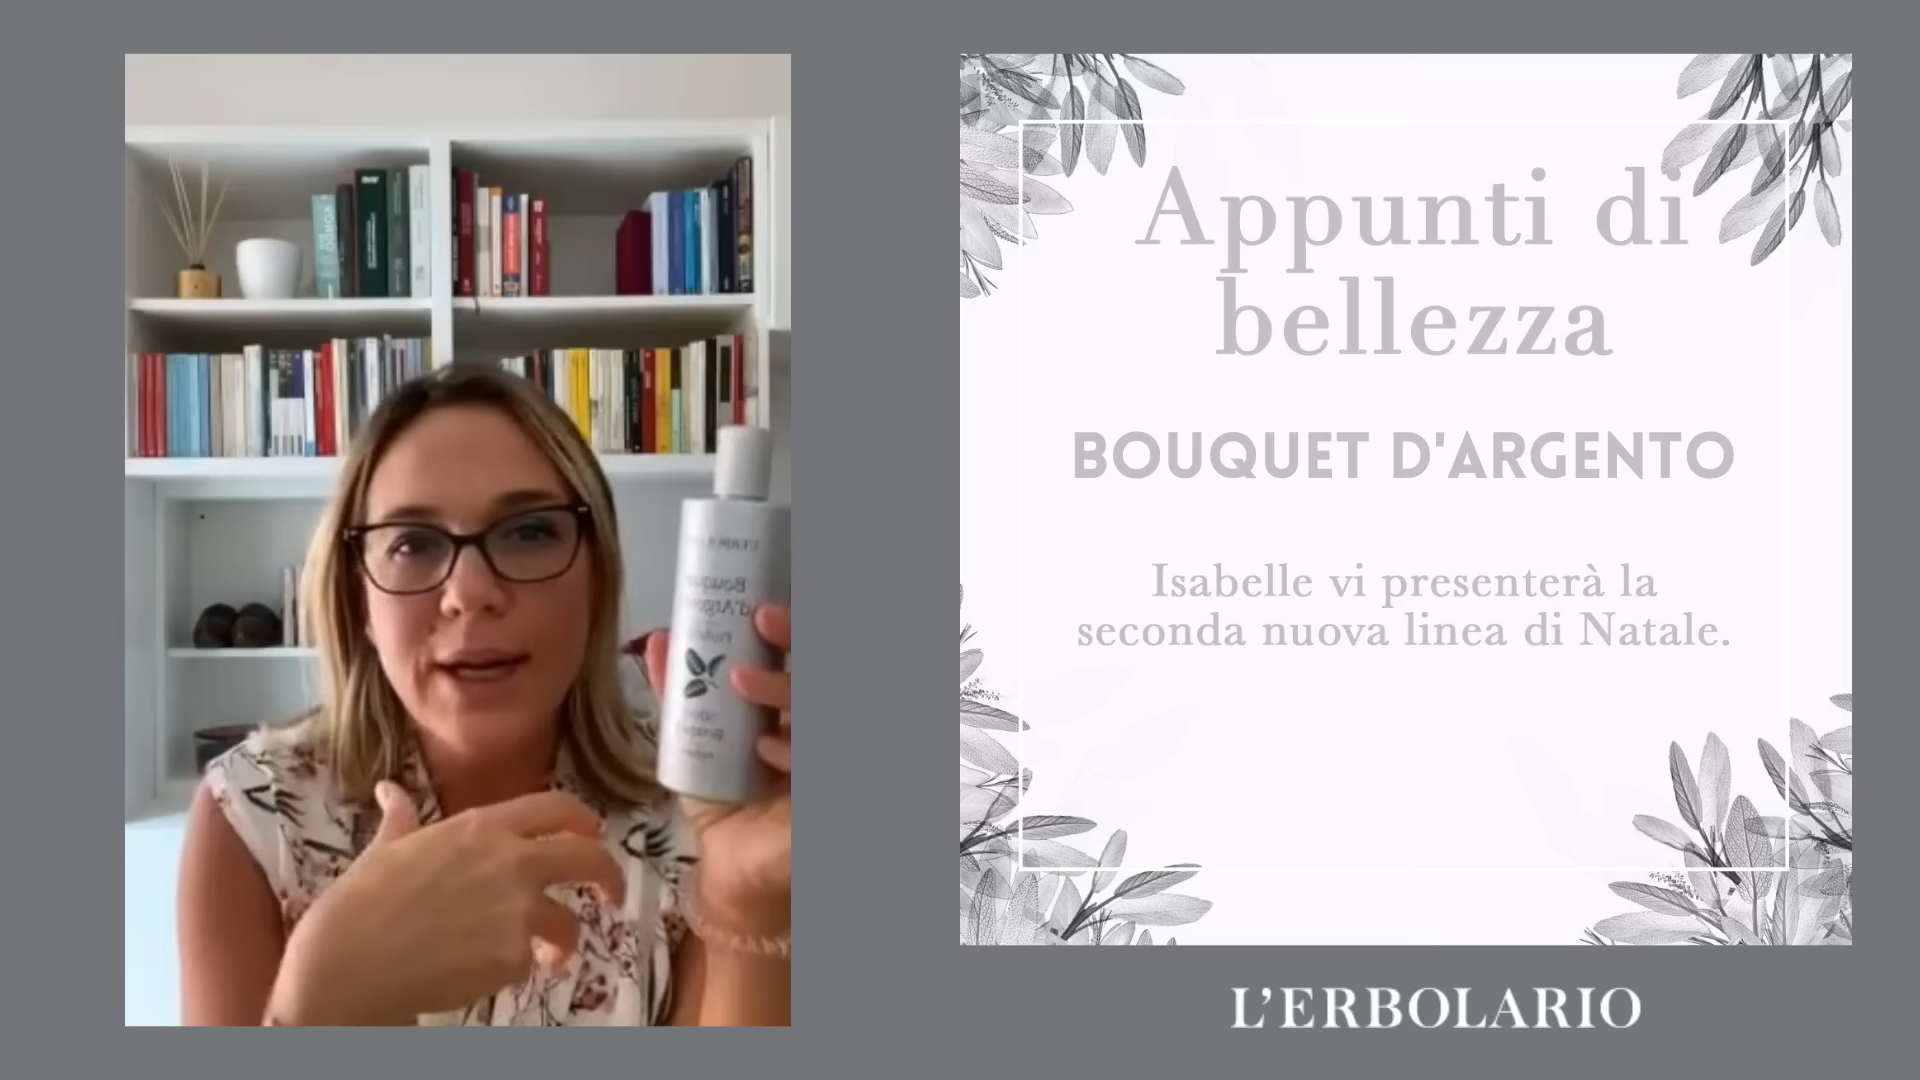 Appunti di
bellezza
BOUQUET D'ARGENTO
Isabelle vi presenterà la
seconda nuova linea di Natale.
L'ERBOLARIO